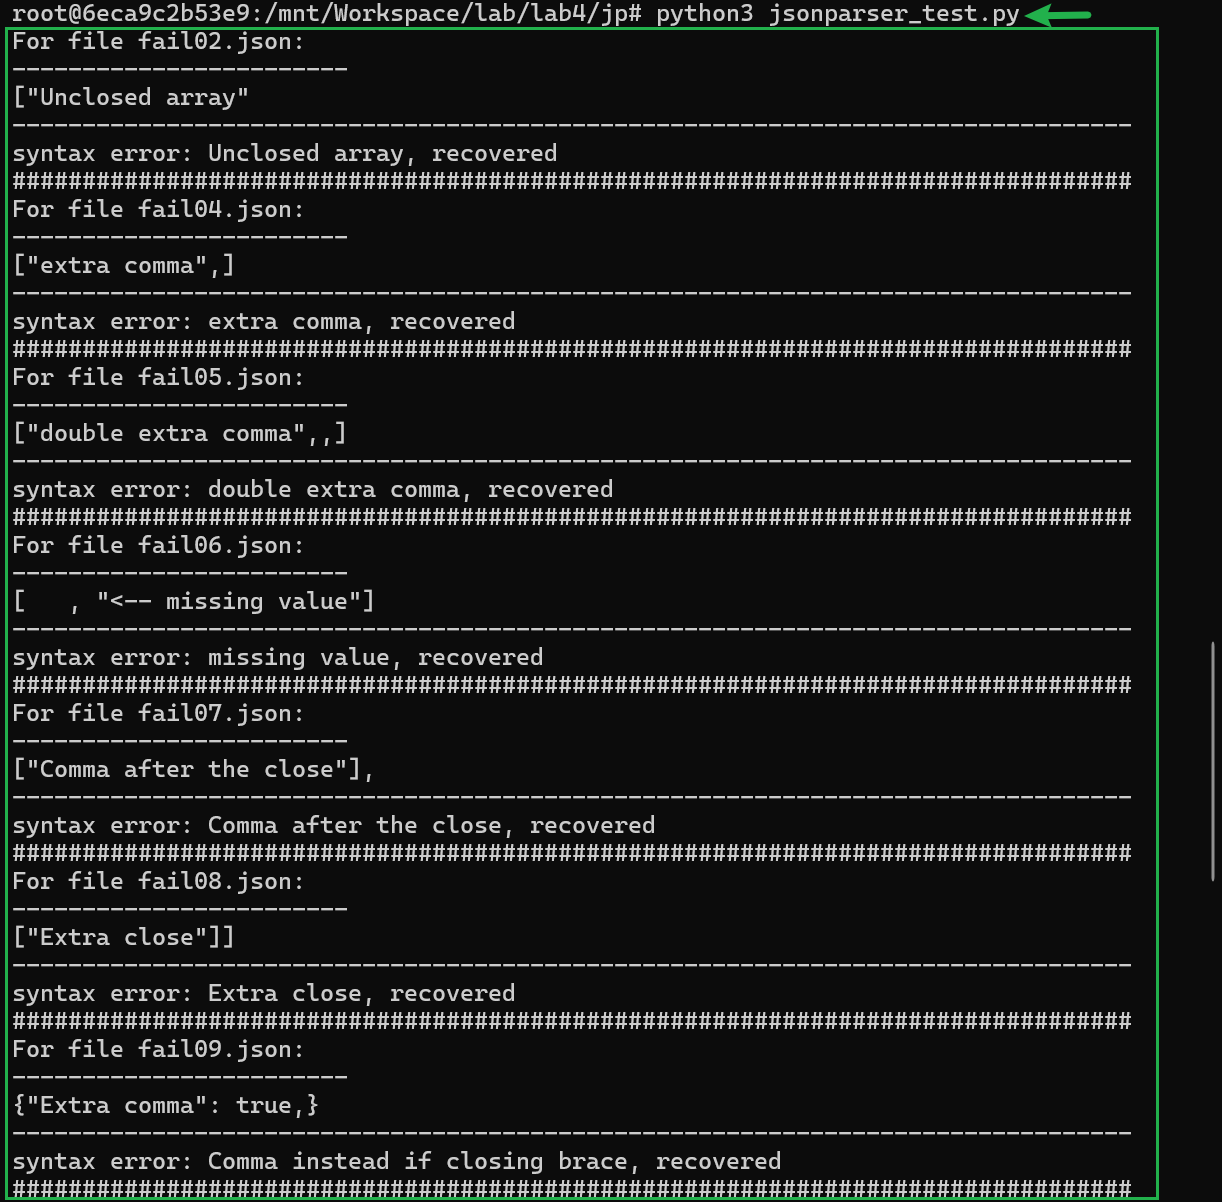 root@6eca9c2b53e9:/mnt/Workspace/lab/lab4/jp# python3 jsonparser_test.py
For file fail02.json:
------------------------
["Unclosed array"
--------------------------------------------------------------------------------
syntax error: Unclosed array, recovered
################################################################################
For file fail04.json:
------------------------
["extra comma",]
--------------------------------------------------------------------------------
syntax error: extra comma, recovered
################################################################################
For file fail05.json:
------------------------
["double extra comma",,]
--------------------------------------------------------------------------------
syntax error: double extra comma, recovered
################################################################################
For file fail06.json:
------------------------
[   , "<-- missing value"]
--------------------------------------------------------------------------------
syntax error: missing value, recovered
################################################################################
For file fail07.json:
------------------------
["Comma after the close"],
--------------------------------------------------------------------------------
syntax error: Comma after the close, recovered
################################################################################
For file fail08.json:
------------------------
["Extra close"]]
--------------------------------------------------------------------------------
syntax error: Extra close, recovered
################################################################################
For file fail09.json:
------------------------
{"Extra comma": true,}
--------------------------------------------------------------------------------
syntax error: Comma instead if closing brace, recovered
################################################################################